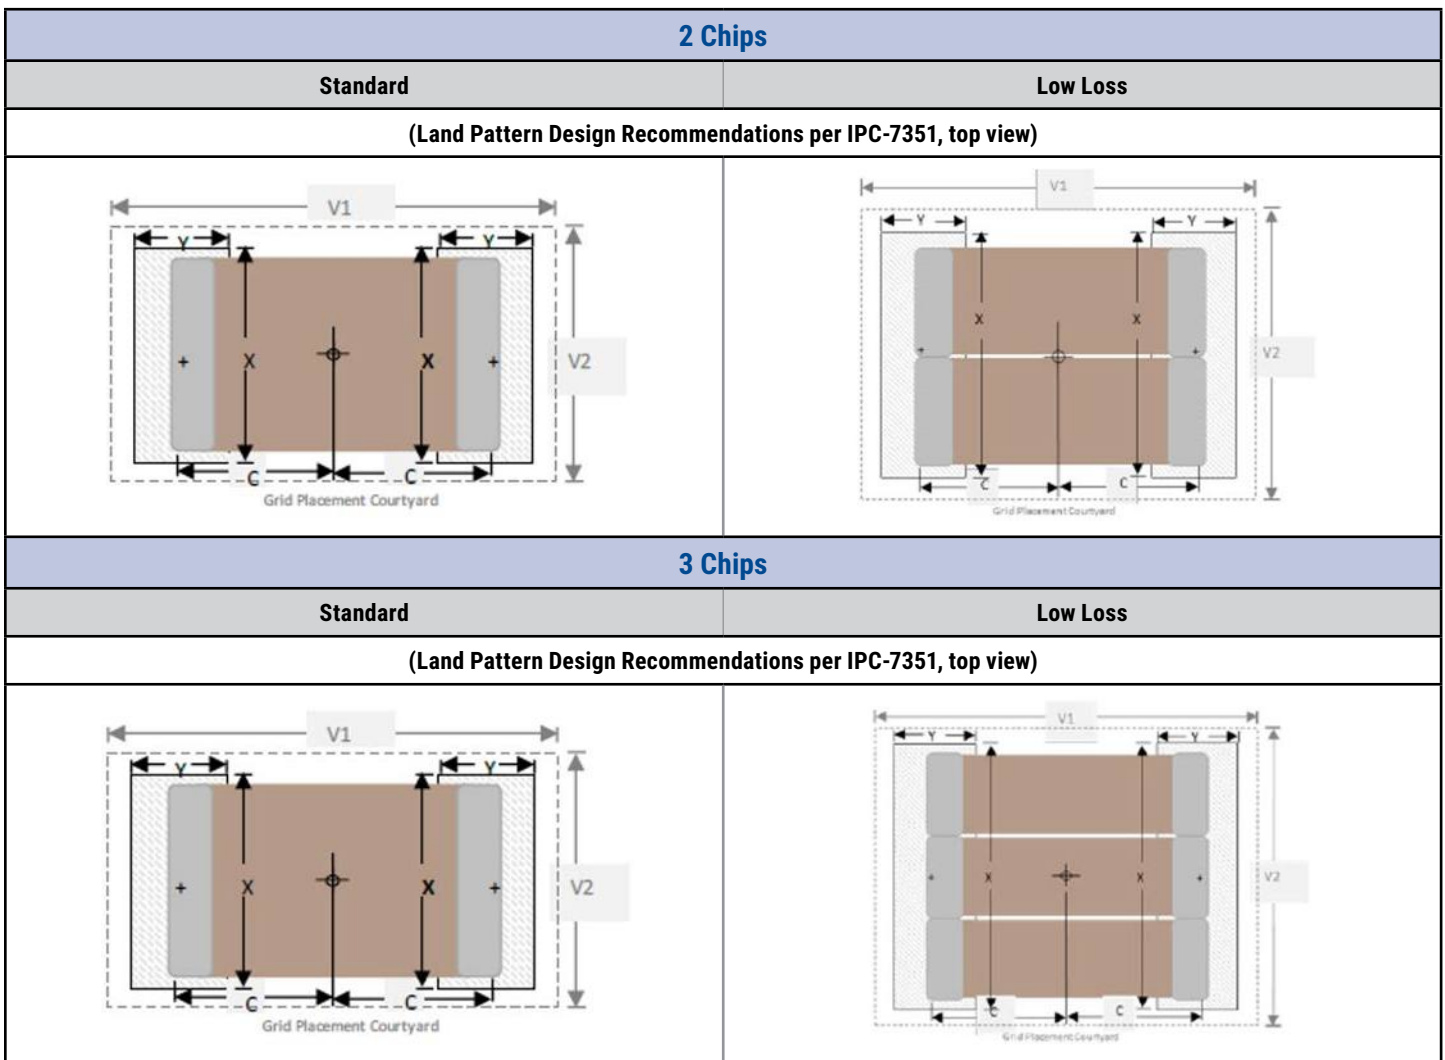 2 Chips
Standard
Low Loss
(Land Pattern Design Recommendations per IPC-7351, top view)
V1
Y
Y
X
X
V2
C
C
Grid Placement Courtyard
V1
Y
Y
X
X
V2
C
C
Grid Placement Courtyard
3 Chips
Standard
Low Loss
(Land Pattern Design Recommendations per IPC-7351, top view)
V1
Y
Y
X
X
V2
C
C
Grid Placement Courtyard
V1
Y
Y
X
X
V2
C
C
Grid Placement Courtyard